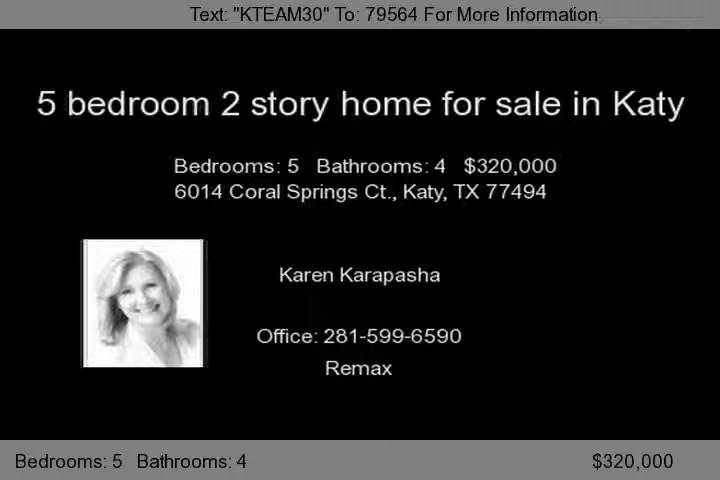 Text: "KTEAM30" To: 79564 For More Information
5 bedroom 2 story home for sale in Katy
Bedrooms: 5 Bathrooms: 4 $320,000
6014 Coral Springs Ct., Katy, TX 77494
Karen Karapasha
Office: 281-599-6590
Remax
Bedrooms: 5 Bathrooms: 4 $320,000